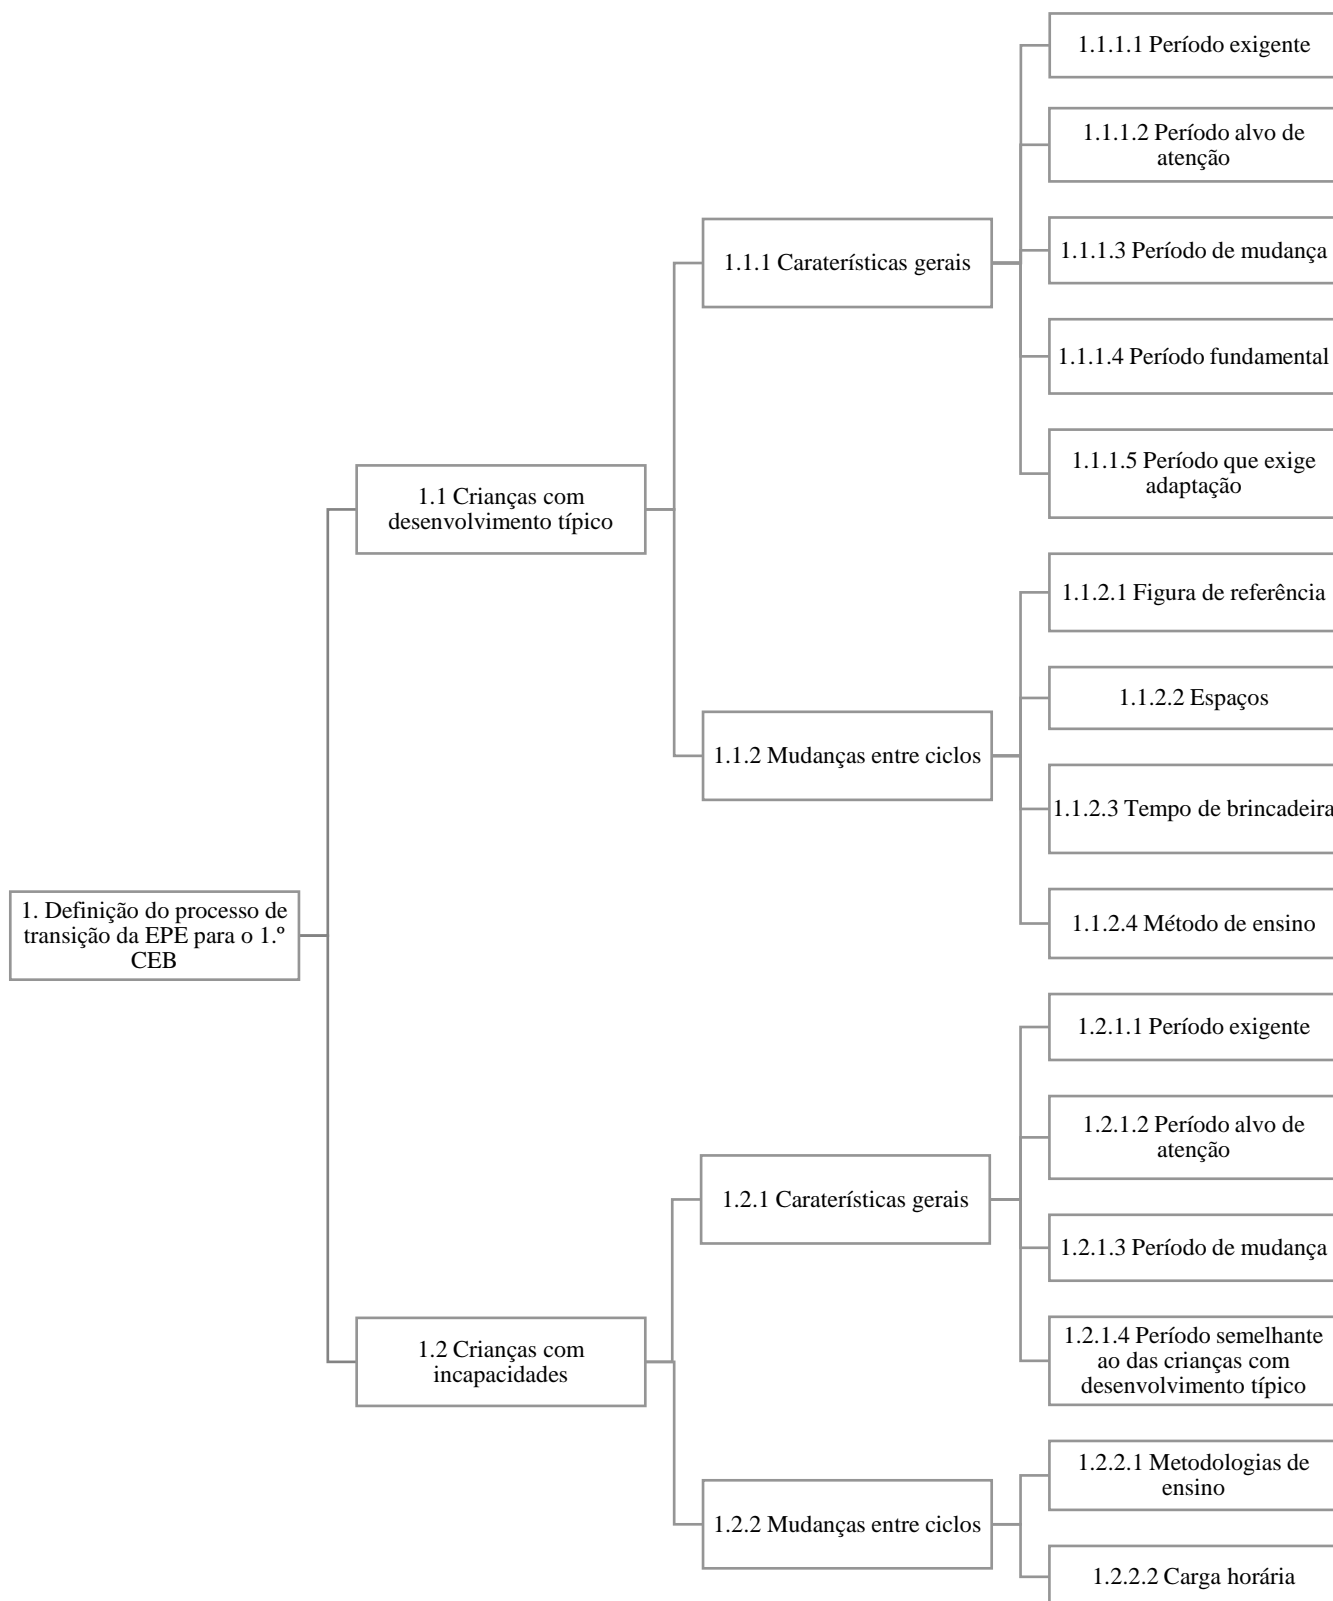 1. Definição do processo de
transição da EPE para o 1.º
CEB
1.1 Crianças com
desenvolvimento típico
1.1.1 Caraterísticas gerais
1.1.1.1 Período exigente
1.1.1.2 Período alvo de
atenção
1.1.1.3 Período de mudança
1.1.1.4 Período fundamental
1.1.1.5 Período que exige
adaptação
1.1.2 Mudanças entre ciclos
1.1.2.1 Figura de referência
1.1.2.2 Espaços
1.1.2.3 Tempo de brincadeira
1.1.2.4 Método de ensino
1.2 Crianças com
incapacidades
1.2.1 Caraterísticas gerais
1.2.1.1 Período exigente
1.2.1.2 Período alvo de
atenção
1.2.1.3 Período de mudança
1.2.1.4 Período semelhante
ao das crianças com
desenvolvimento típico
1.2.2 Mudanças entre ciclos
1.2.2.1 Metodologias de
ensino
1.2.2.2 Carga horária